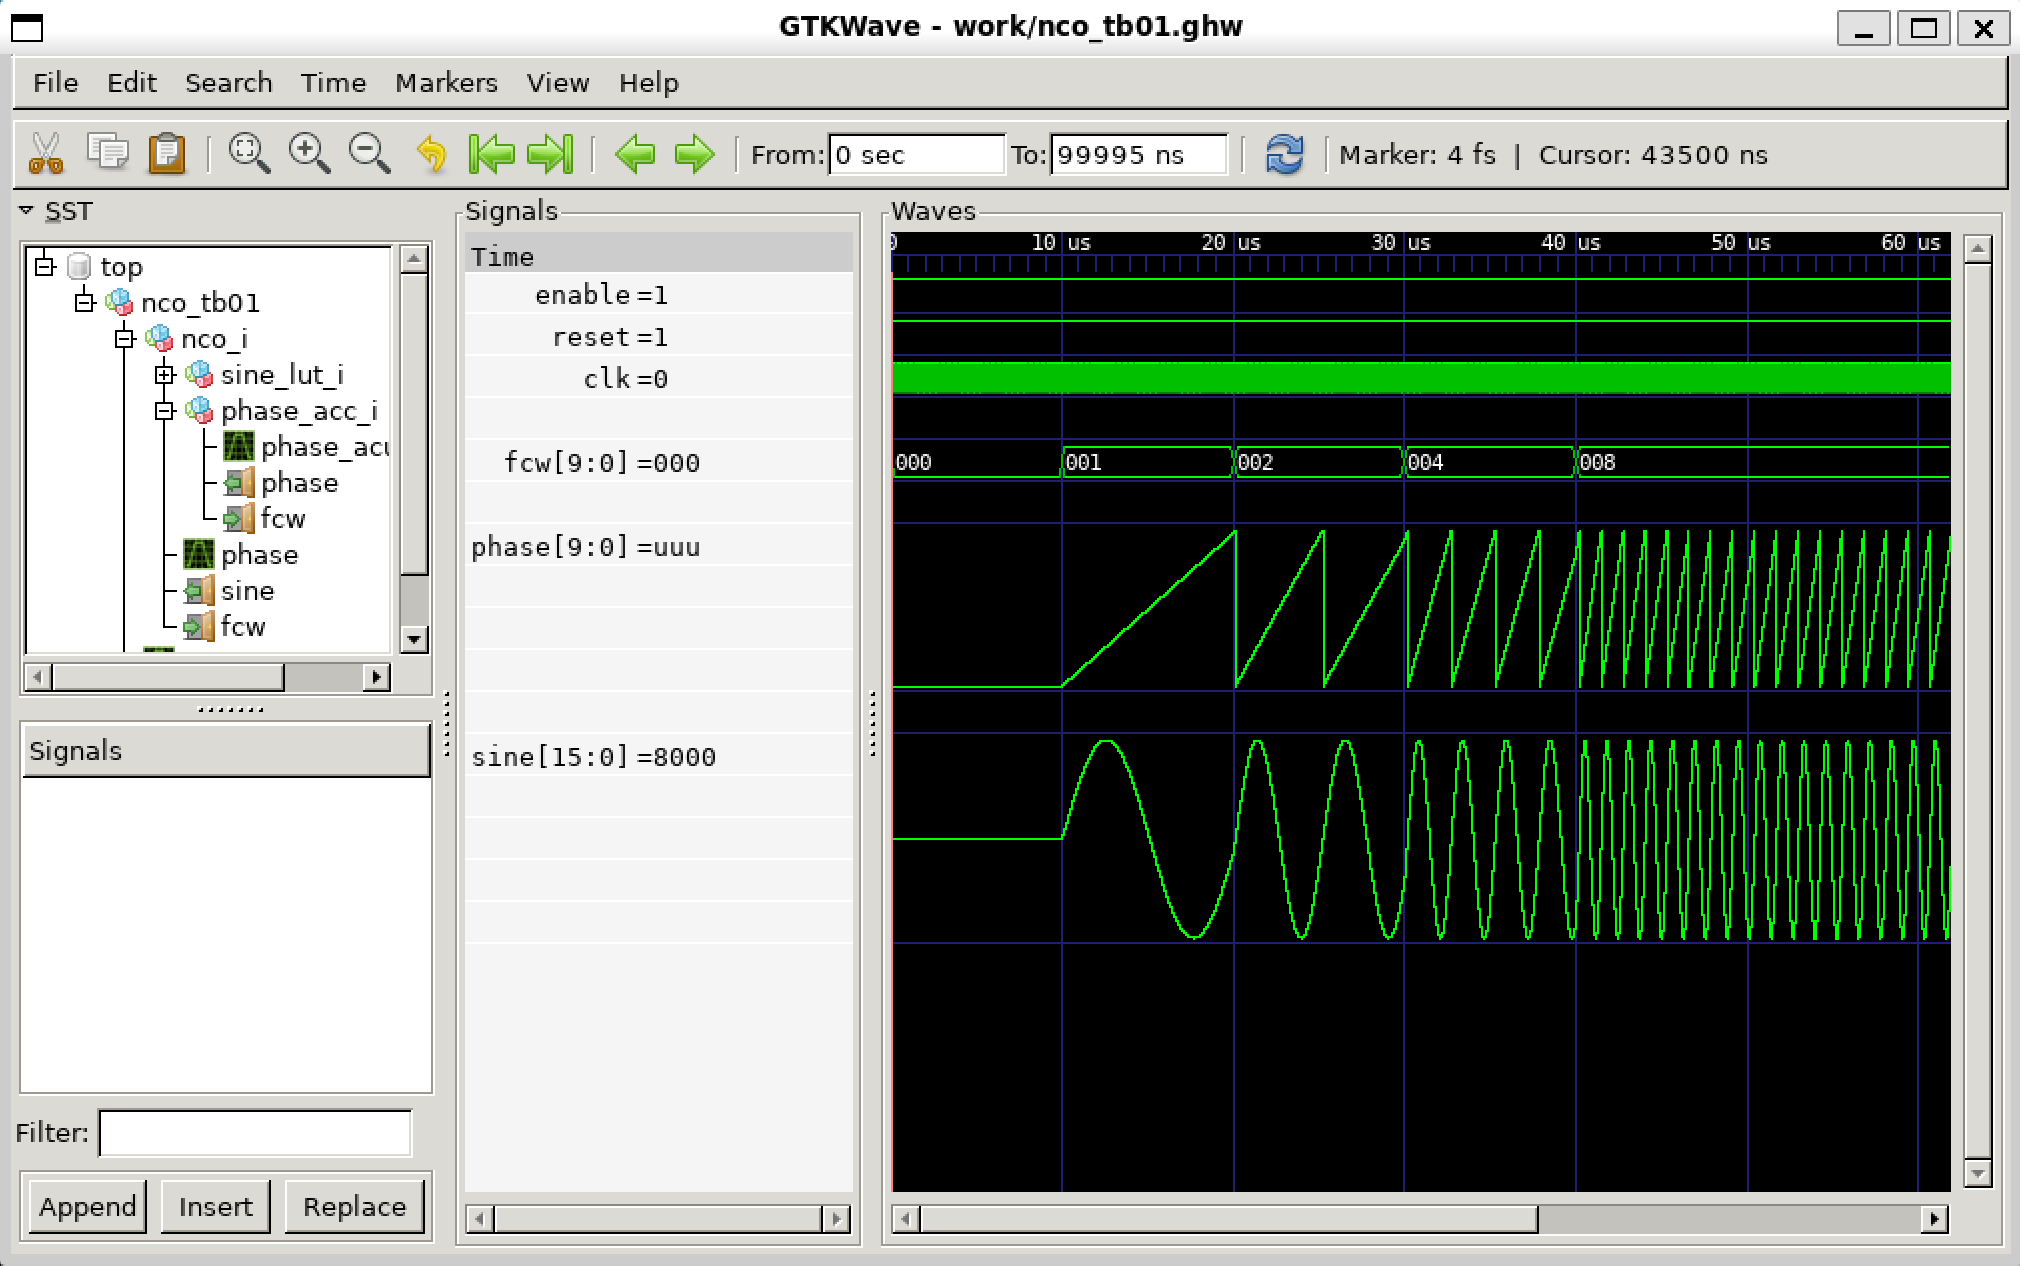 GTKWave - work/nco_tb01.ghw
File Edit Search Time Markers View Help
From: 0 sec To: 99995 ns Marker: 4 fs | Cursor: 43500 ns
SST
top
nco_tb01
nco_i
sine_lut_i
phase_acc_i
phase_acu
phase
fcw
phase
sine
fcw
Signals
Filter:
Append Insert Replace
Signals
Time
enable=1
reset=1
clk=0
fcw[9:0]=000
phase[9:0]=uuu
sine[15:0]=8000
Waves
0 10 us 20 us 30 us 40 us 50 us 60 us
000 001 002 004 008